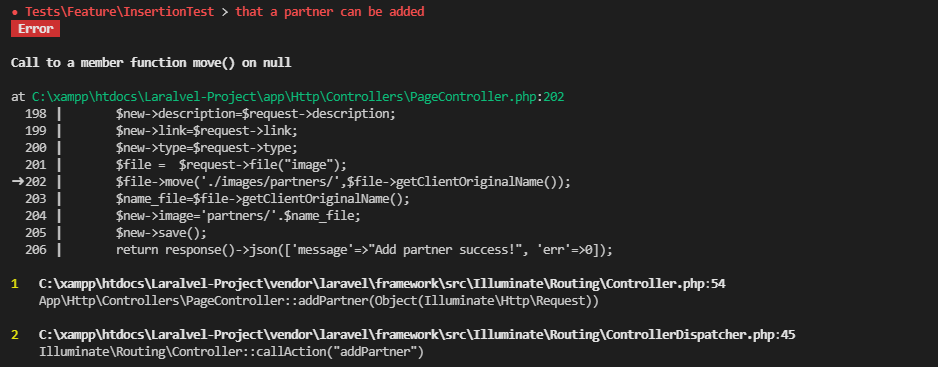 • Tests\Feature\InsertionTest > that a partner can be added
Error
Call to a member function move() on null
at C:\xampp\htdocs\Laralvel-Project\app\Http\Controllers\PageController.php:202
198 | $new->description=$request->description;
199 | $new->link=$request->link;
200 | $new->type=$request->type;
201 | $file =  $request->file("image");
➜202 | $file->move('./images/partners/',$file->getClientOriginalName());
203 | $name_file=$file->getClientOriginalName();
204 | $new->image='partners/'.$name_file;
205 | $new->save();
206 | return response()->json(['message'=>"Add partner success!", 'err'=>0]);
1 C:\xampp\htdocs\Laralvel-Project\vendor\laravel\framework\src\Illuminate\Routing\Controller.php:54
App\Http\Controllers\PageController::addPartner(Object(Illuminate\Http\Request))
2 C:\xampp\htdocs\Laralvel-Project\vendor\laravel\framework\src\Illuminate\Routing\ControllerDispatcher.php:45
Illuminate\Routing\Controller::callAction("addPartner")